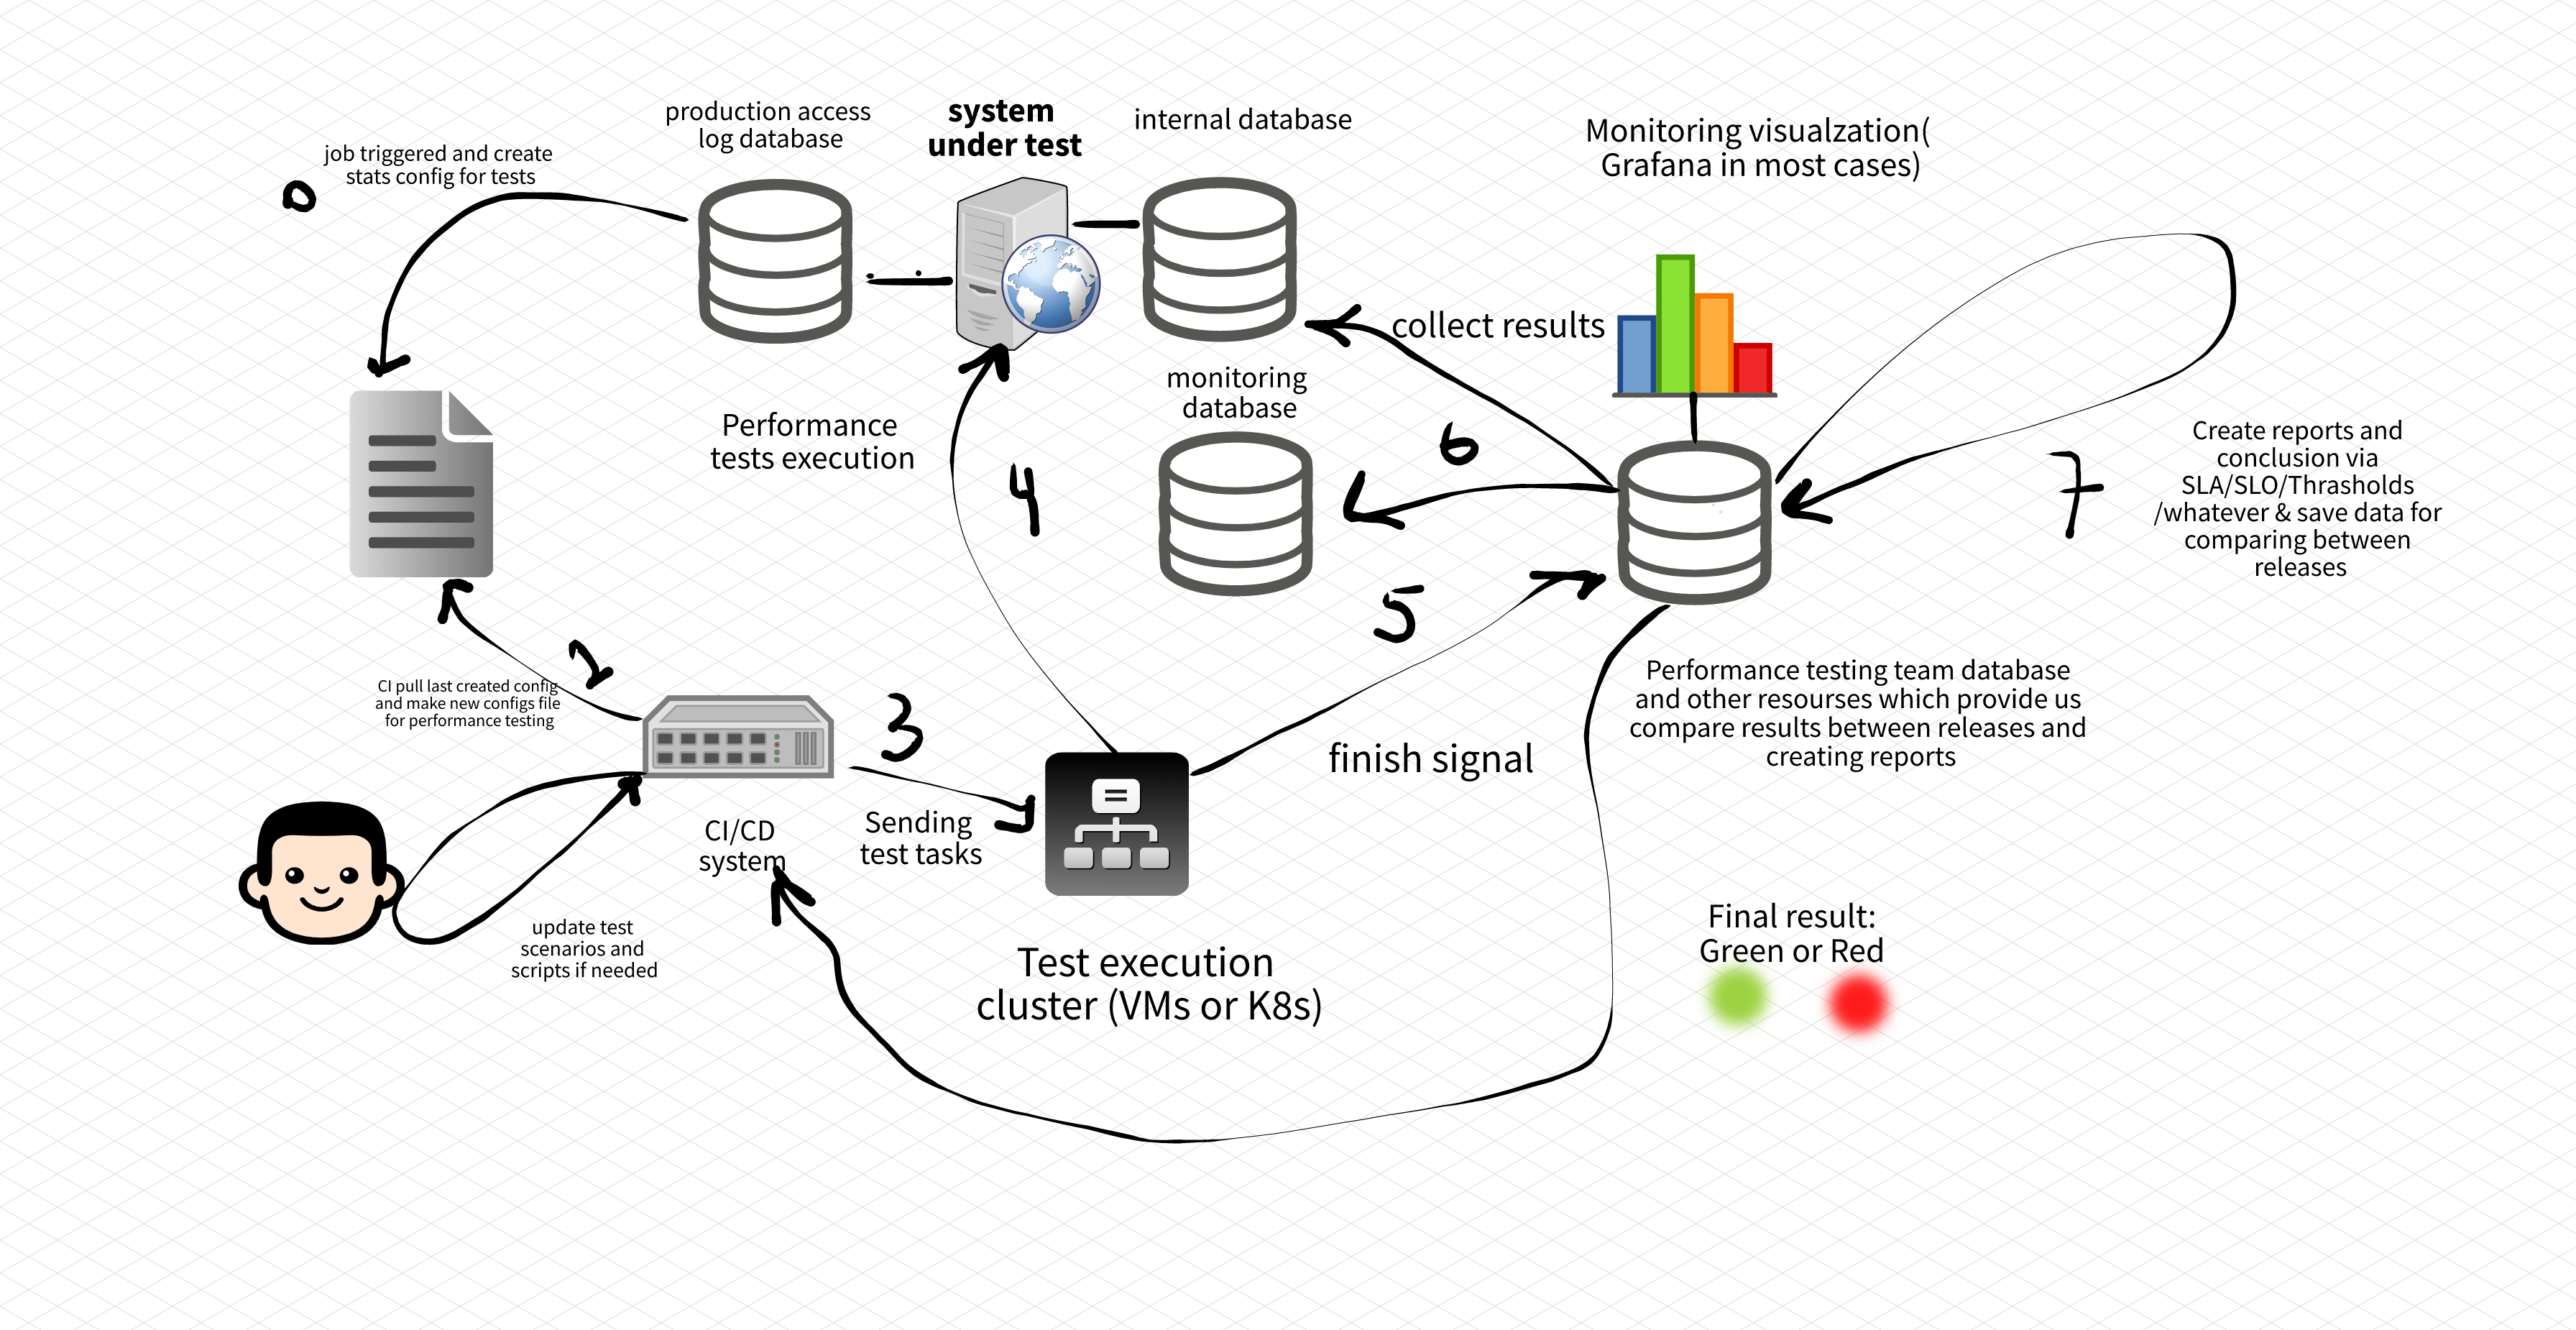 production access
log database
system
under test
internal database
Monitoring visualzation(
Grafana in most cases)
job triggered and create
stats config for tests
0
collect results
monitoring
database
Performance
tests execution
4
6
7
Create reports and
conclusion via
SLA/SLO/Thrasholds
/whatever & save data for
comparing between
releases
5
2
CI pull last created config
and make new configs file
for performance testing
3
Performance testing team database
and other resourses which provide us
compare results between releases and
creating reports
finish signal
CI/CD
system
Sending
test tasks
=
update test
scenarios and
scripts if needed
Test execution
cluster (VMs or K8s)
Final result:
Green or Red